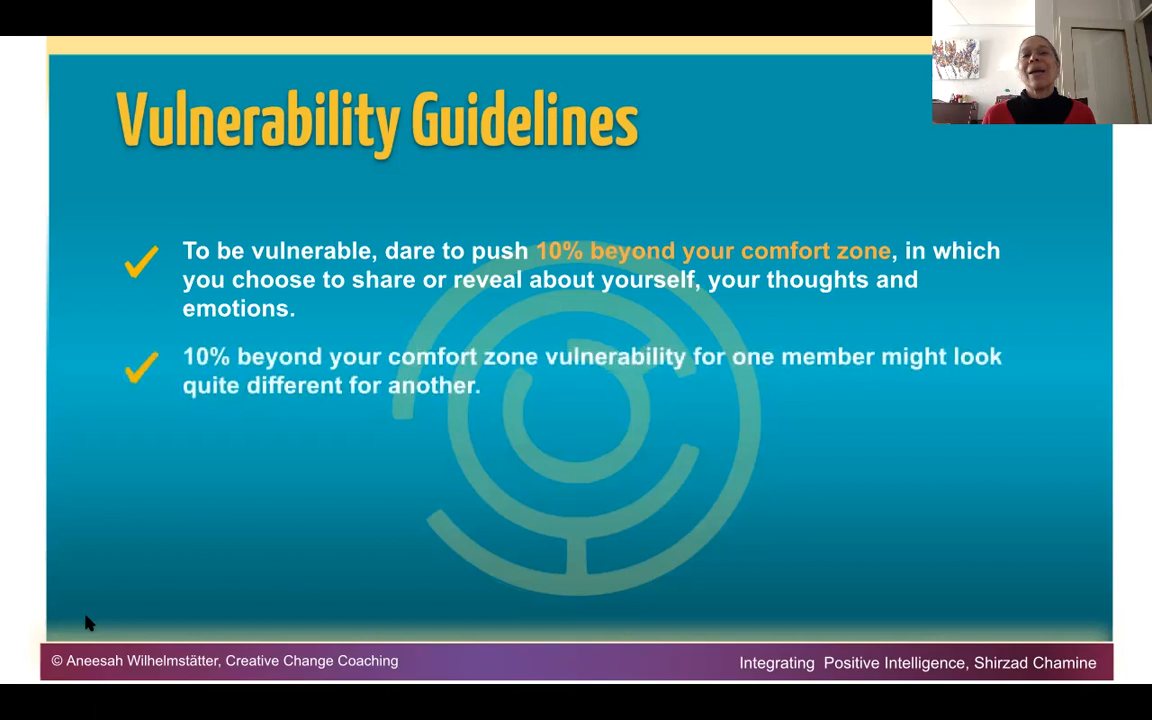 Vulnerability Guidelines
To be vulnerable, dare to push 10% beyond your comfort zone, in which
you choose to share or reveal about yourself, your thoughts and
emotions.
10% beyond your comfort zone vulnerability for one member might look
quite different for another.
© Aneesah Wilhelmstätter, Creative Change Coaching
Integrating  Positive Intelligence, Shirzad Chamine